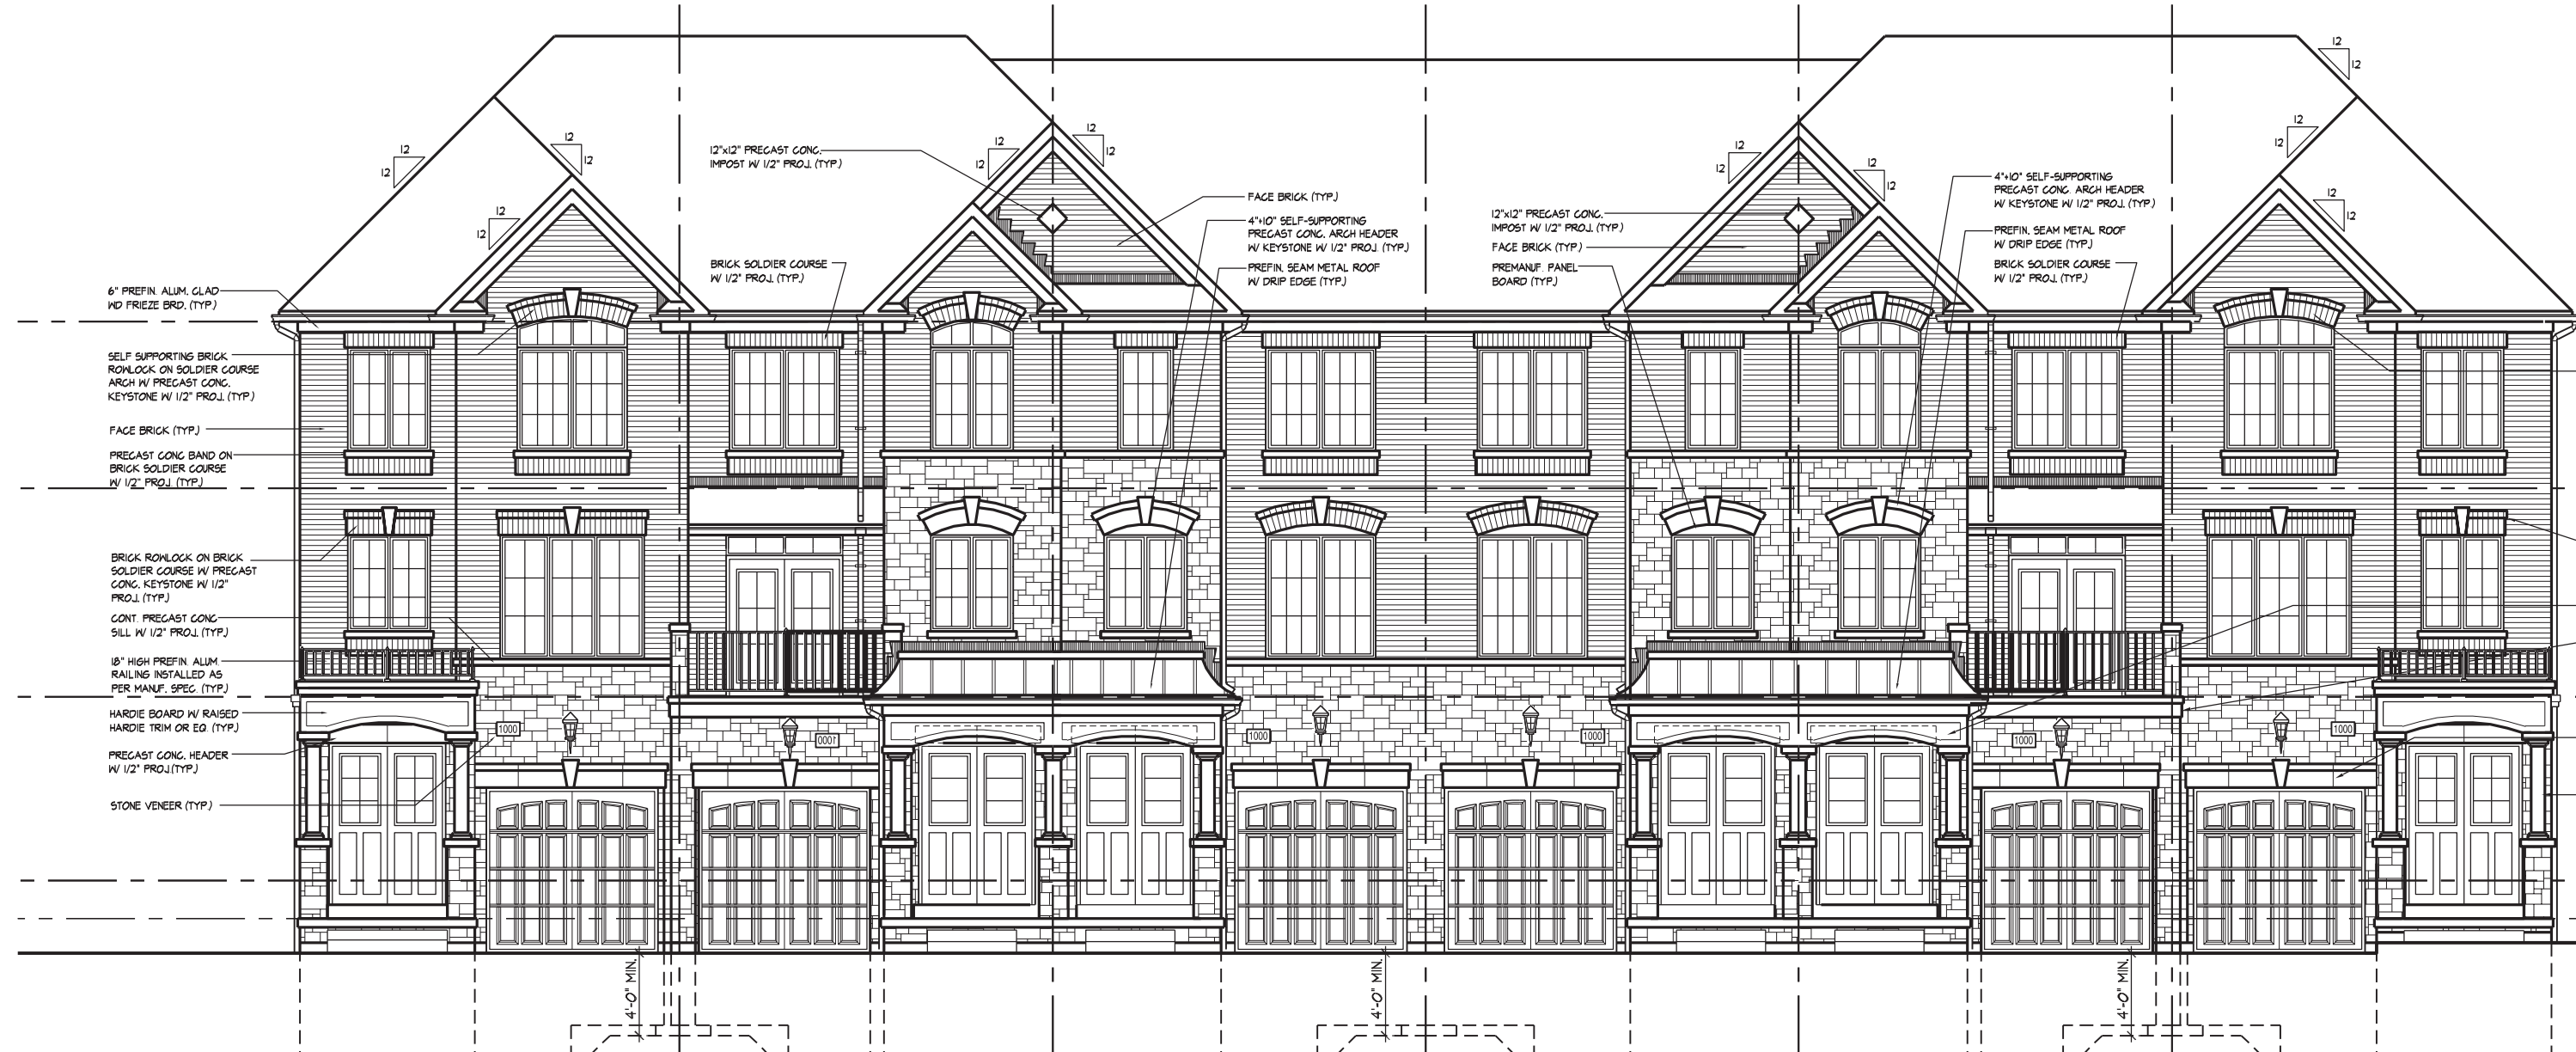 12
12
12
12
12
12
12
12
12
12
12"x12" PRECAST CONC.
IMPOST W/ 1/2" PROJ. (TYP.)
BRICK SOLDIER COURSE
W/ 1/2" PROJ. (TYP.)
6" PREFIN. ALUM. CLAD
WD FRIEZE BRD. (TYP.)
SELF SUPPORTING BRICK
ROWLOCK ON SOLDIER COURSE
ARCH W/ PRECAST CONC.
KEYSTONE W/ 1/2" PROJ. (TYP.)
FACE BRICK (TYP.)
PRECAST CONC BAND ON
BRICK SOLDIER COURSE
W/ 1/2" PROJ. (TYP.)
BRICK ROWLOCK ON BRICK
SOLDIER COURSE W/ PRECAST
CONC. KEYSTONE W/ 1/2"
PROJ. (TYP.)
CONT. PRECAST CONC
SILL W/ 1/2" PROJ. (TYP.)
18" HIGH PREFIN. ALUM.
RAILING INSTALLED AS
PER MANUF. SPEC. (TYP.)
HARDIE BOARD W/ RAISED
HARDIE TRIM OR EQ. (TYP.)
PRECAST CONC. HEADER
W/ 1/2" PROJ.(TYP.)
STONE VENEER (TYP.)
FACE BRICK (TYP.)
4"+10" SELF-SUPPORTING
PRECAST CONC. ARCH HEADER
W/ KEYSTONE W/ 1/2" PROJ. (TYP.)
PREFIN. SEAM METAL ROOF
W/ DRIP EDGE (TYP.)
12"x12" PRECAST CONC.
IMPOST W/ 1/2" PROJ. (TYP.)
FACE BRICK (TYP.)
PREMANUF. PANEL
BOARD (TYP.)
12
12
12
12
4"+10" SELF-SUPPORTING
PRECAST CONC. ARCH HEADER
W/ KEYSTONE W/ 1/2" PROJ. (TYP.)
PREFIN. SEAM METAL ROOF
W/ DRIP EDGE (TYP.)
BRICK SOLDIER COURSE
W/ 1/2" PROJ. (TYP.)
12
12
12
12
12
12
1000
1000
1000
1000
1000
1000
4'-0" MIN.
4'-0" MIN.
4'-0" MIN.